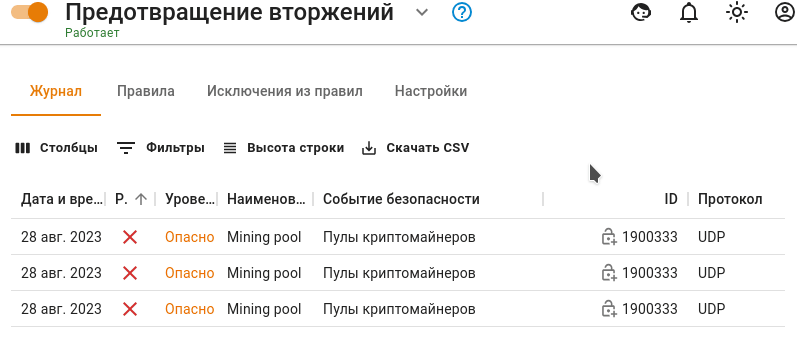 Предотвращение вторжений
Работает
Журнал Правила Исключения из правил Настройки
Столбцы Фильтры Высота строки Скачать CSV
Дата и вре... Р. Урове... Наименов... Событие безопасности ID Протокол
28 авг. 2023 Опасно Mining pool Пулы криптомайнеров 1900333 UDP
28 авг. 2023 Опасно Mining pool Пулы криптомайнеров 1900333 UDP
28 авг. 2023 Опасно Mining pool Пулы криптомайнеров 1900333 UDP